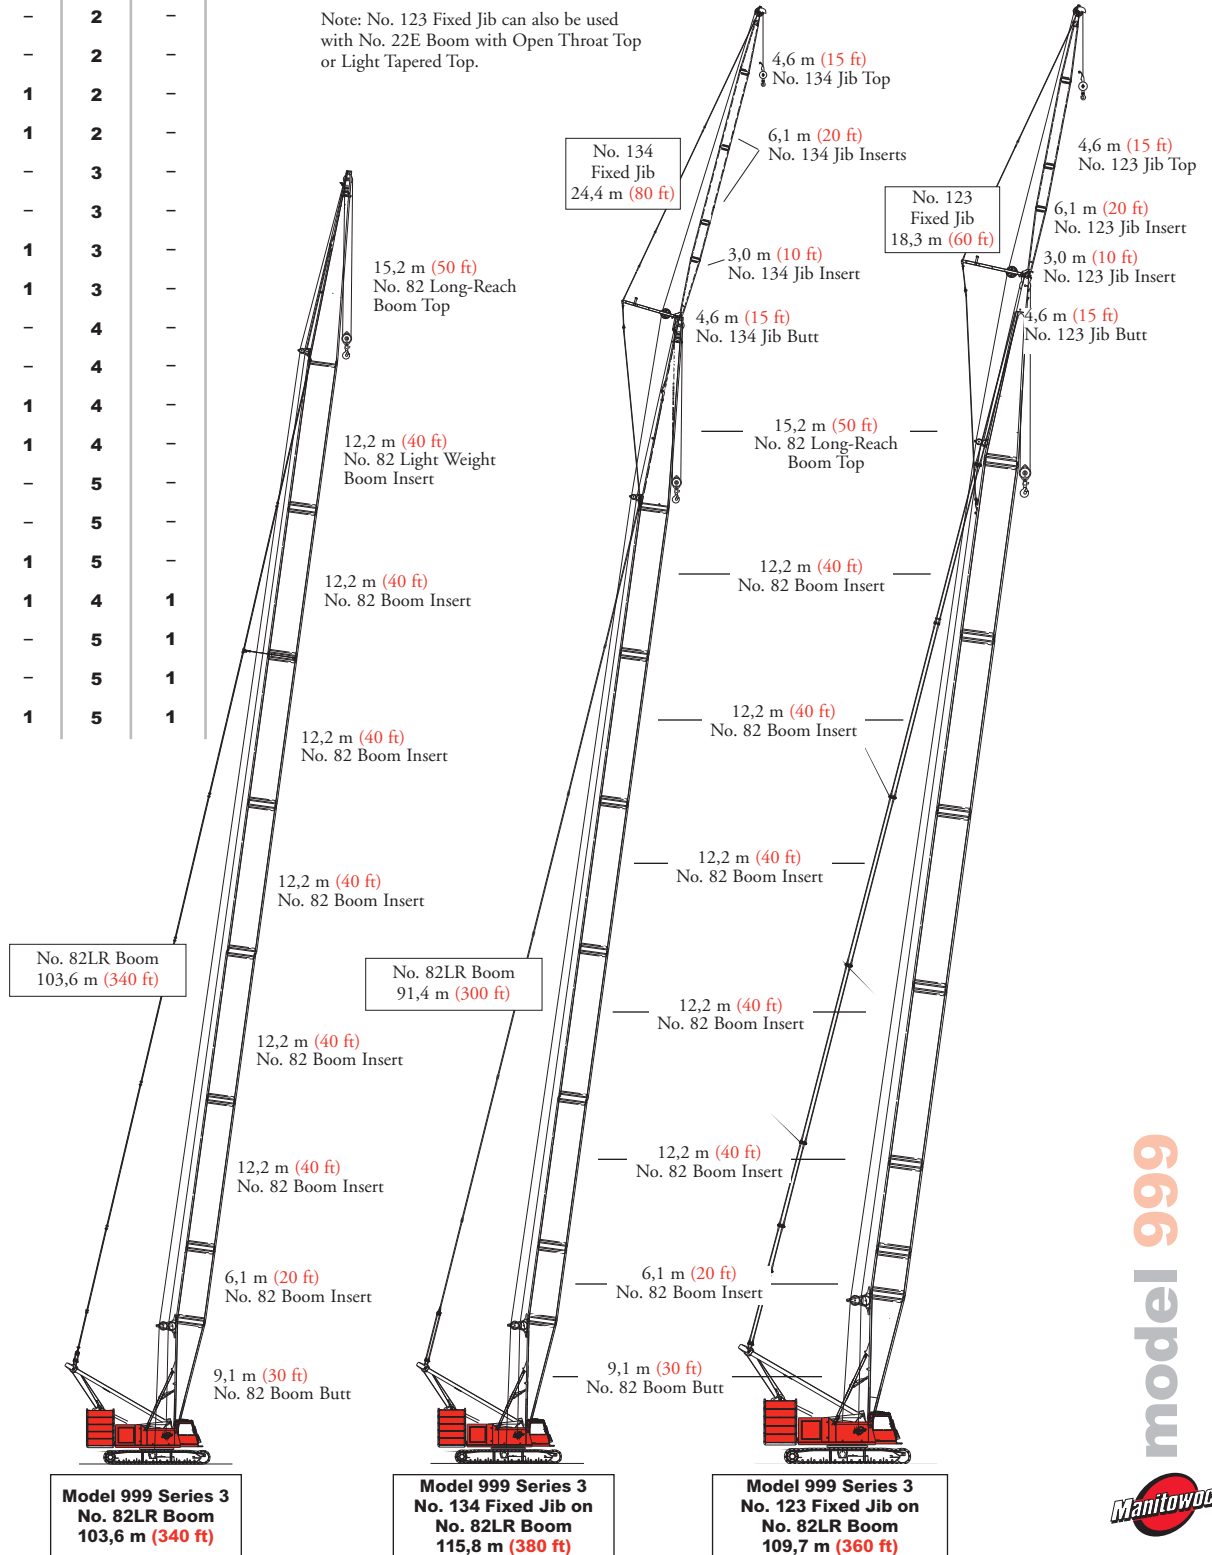 – 2 –
– 2 –
1 2 –
1 2 –
– 3 –
– 3 –
1 3 –
1 3 –
– 4 –
– 4 –
1 4 –
1 4 –
– 5 –
– 5 –
1 5 –
1 4 1
– 5 1
– 5 1
1 5 1
Note: No. 123 Fixed Jib can also be used
with No. 22E Boom with Open Throat Top
or Light Tapered Top.
15,2 m (50 ft)
No. 82 Long-Reach
Boom Top
12,2 m (40 ft)
No. 82 Light Weight
Boom Insert
12,2 m (40 ft)
No. 82 Boom Insert
12,2 m (40 ft)
No. 82 Boom Insert
12,2 m (40 ft)
No. 82 Boom Insert
No. 82LR Boom
103,6 m (340 ft)
12,2 m (40 ft)
No. 82 Boom Insert
12,2 m (40 ft)
No. 82 Boom Insert
6,1 m (20 ft)
No. 82 Boom Insert
9,1 m (30 ft)
No. 82 Boom Butt
Model 999 Series 3
No. 82LR Boom
103,6 m (340 ft)
4,6 m (15 ft)
No. 134 Jib Top
6,1 m (20 ft)
No. 134 Jib Inserts
No. 134
Fixed Jib
24,4 m (80 ft)
3,0 m (10 ft)
No. 134 Jib Insert
4,6 m (15 ft)
No. 134 Jib Butt
15,2 m (50 ft)
No. 82 Long-Reach
Boom Top
12,2 m (40 ft)
No. 82 Boom Insert
12,2 m (40 ft)
No. 82 Boom Insert
12,2 m (40 ft)
No. 82 Boom Insert
No. 82LR Boom
91,4 m (300 ft)
12,2 m (40 ft)
No. 82 Boom Insert
12,2 m (40 ft)
No. 82 Boom Insert
6,1 m (20 ft)
No. 82 Boom Insert
9,1 m (30 ft)
No. 82 Boom Butt
Model 999 Series 3
No. 134 Fixed Jib on
No. 82LR Boom
115,8 m (380 ft)
4,6 m (15 ft)
No. 123 Jib Top
No. 123
Fixed Jib
18,3 m (60 ft)
6,1 m (20 ft)
No. 123 Jib Insert
3,0 m (10 ft)
No. 123 Jib Insert
4,6 m (15 ft)
No. 123 Jib Butt
Model 999 Series 3
No. 123 Fixed Jib on
No. 82LR Boom
109,7 m (360 ft)
model 999
Manitowoc